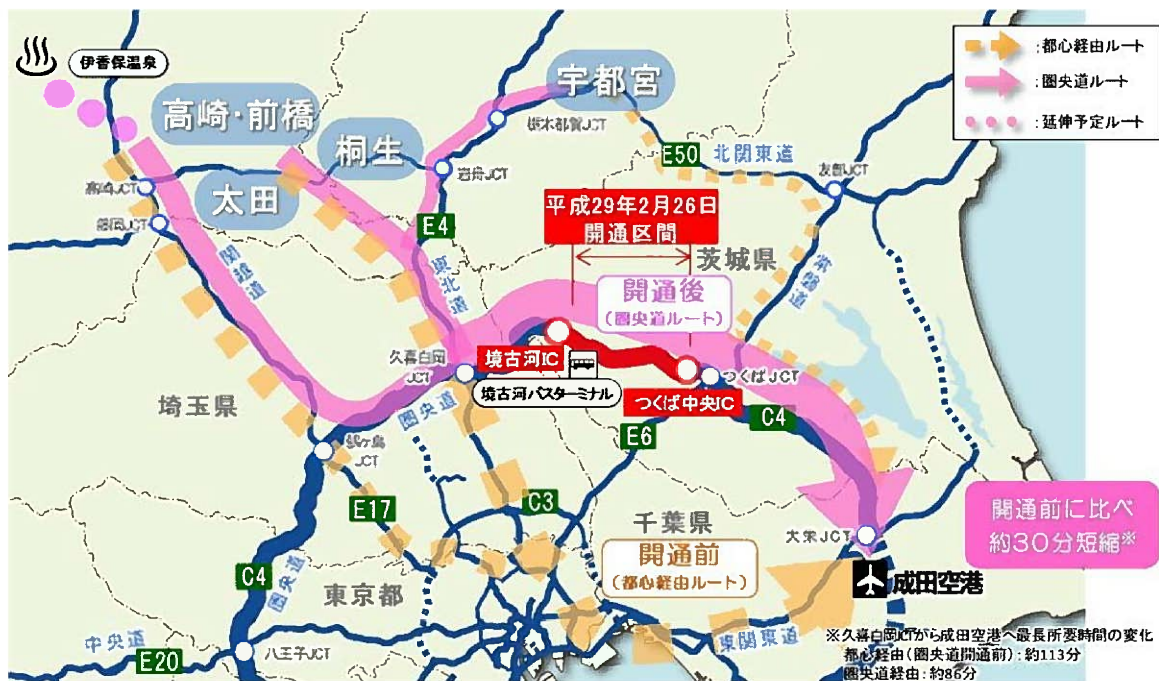 :都心経由ルート
:圏央道ルート
:延伸予定ルート
伊香保温泉
高崎・前橋
宇都宮
桐生
太田
栃木都賀JCT
岩舟JCT
E50
北関東道
友部JCT
高崎JCT
藤岡JCT
平成29年2月26日
開通区間
E4
茨城県
関越道
東北道
常磐道
開通後
(圏央道ルート)
久喜白岡
JCT
境古河IC
境古河バスターミナル
つくばJCT
つくば中央IC
圏央道
埼玉県
C4
E6
鶴ヶ島
JCT
E17
C3
千葉県
開通前
(都心経由ルート)
大栄JCT
開通前に比べ
約30分短縮※
C4
圏央道
東京都
成田空港
中央道
E20
八王子JCT
東関東道
※久喜白岡JCTから成田空港へ最長所要時間の変化
都心経由(圏央道開通前):約113分
圏央道経由:約86分